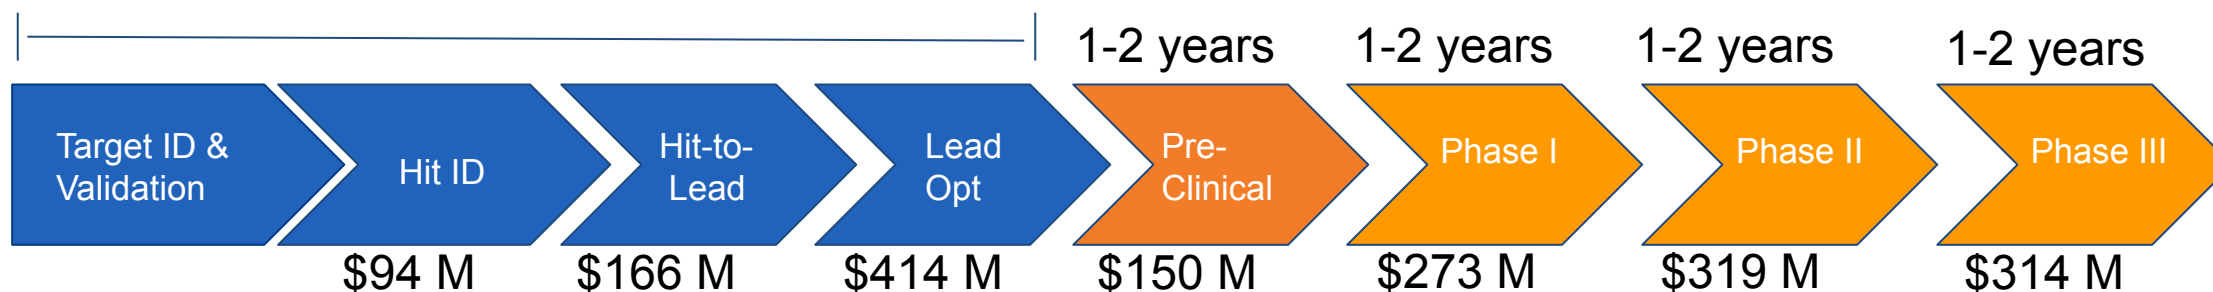 1-2 years
1-2 years
1-2 years
1-2 years
Target ID &
Validation
Hit ID
Hit-to-
Lead
Lead
Opt
Pre-
Clinical
Phase I
Phase II
Phase III
$94 M
$166 M
$414 M
$150 M
$273 M
$319 M
$314 M